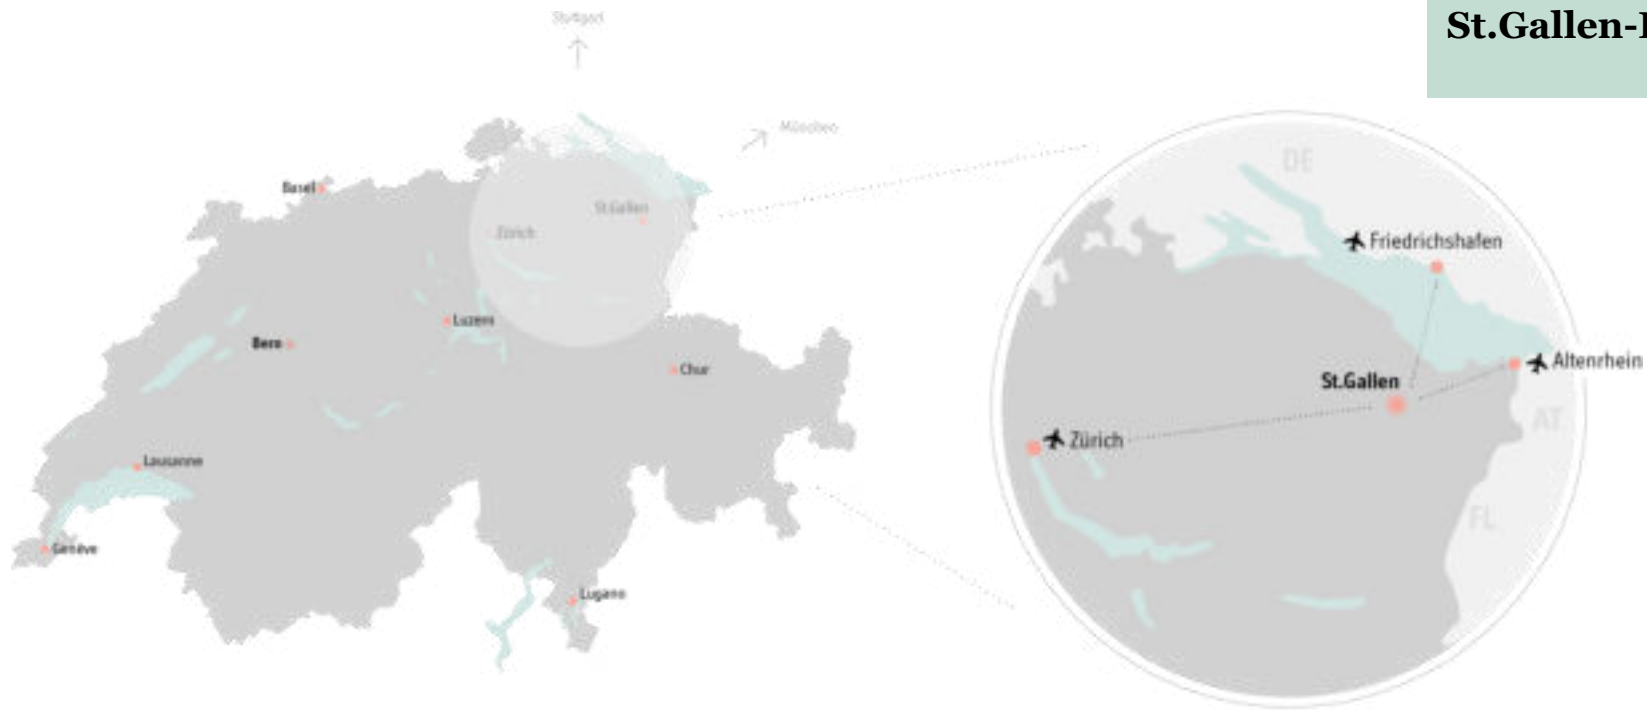 Stuttgart
St.Gallen-
München
Basel
St.Gallen
Zürich
Luzern
Bern
Chur
Lausanne
Genève
Lugano
DE
Friedrichshafen
Altenrhein
St.Gallen
AT
Zürich
FL